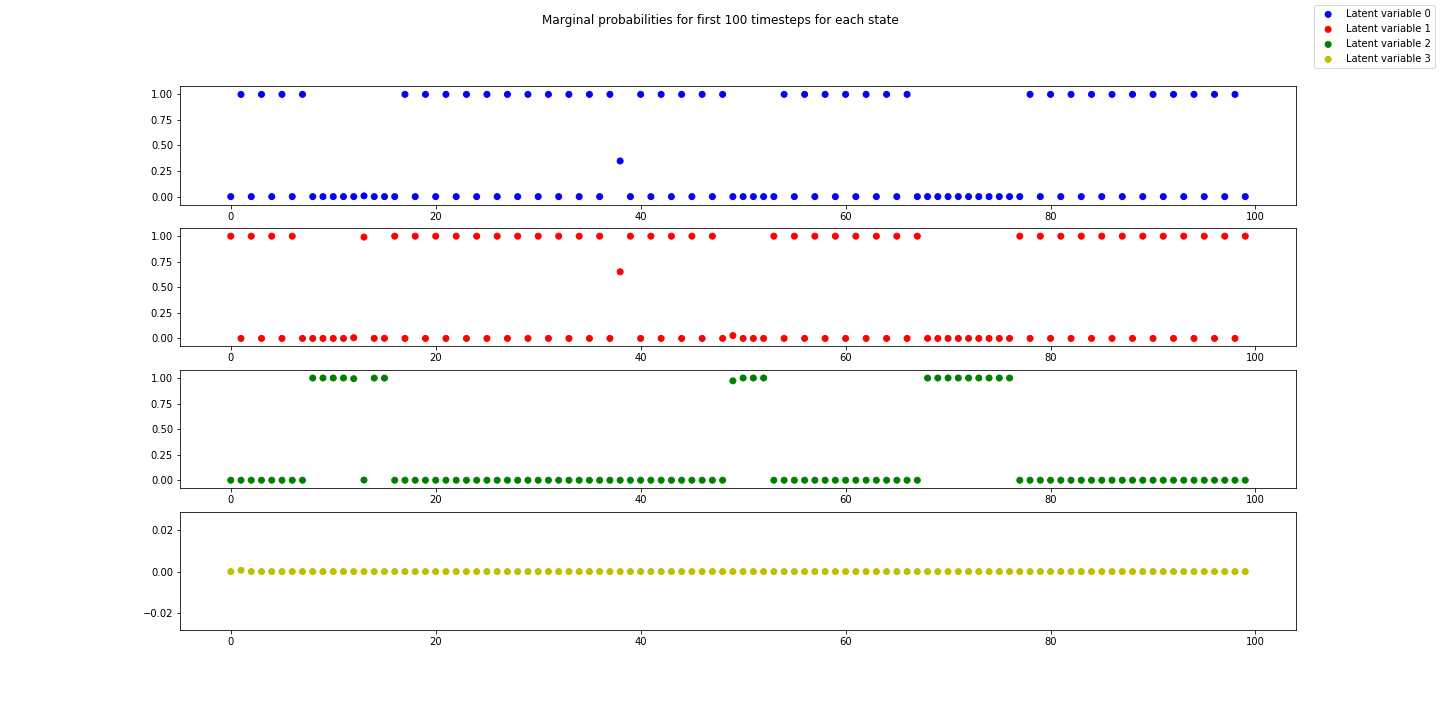 Marginal probabilities for first 100 timesteps for each state
Latent variable 0
Latent variable 1
Latent variable 2
Latent variable 3
1.00
0.75
0.50
0.25
0.00
0 20 40 60 80 100
1.00
0.75
0.50
0.25
0.00
0 20 40 60 80 100
1.00
0.75
0.50
0.25
0.00
0 20 40 60 80 100
0.02
0.00
−0.02
0 20 40 60 80 100